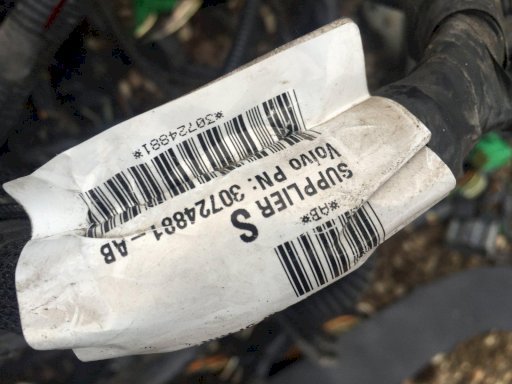 SUPPLIER S
Volvo PN: 30724881-AB
*30724881*
*AB*